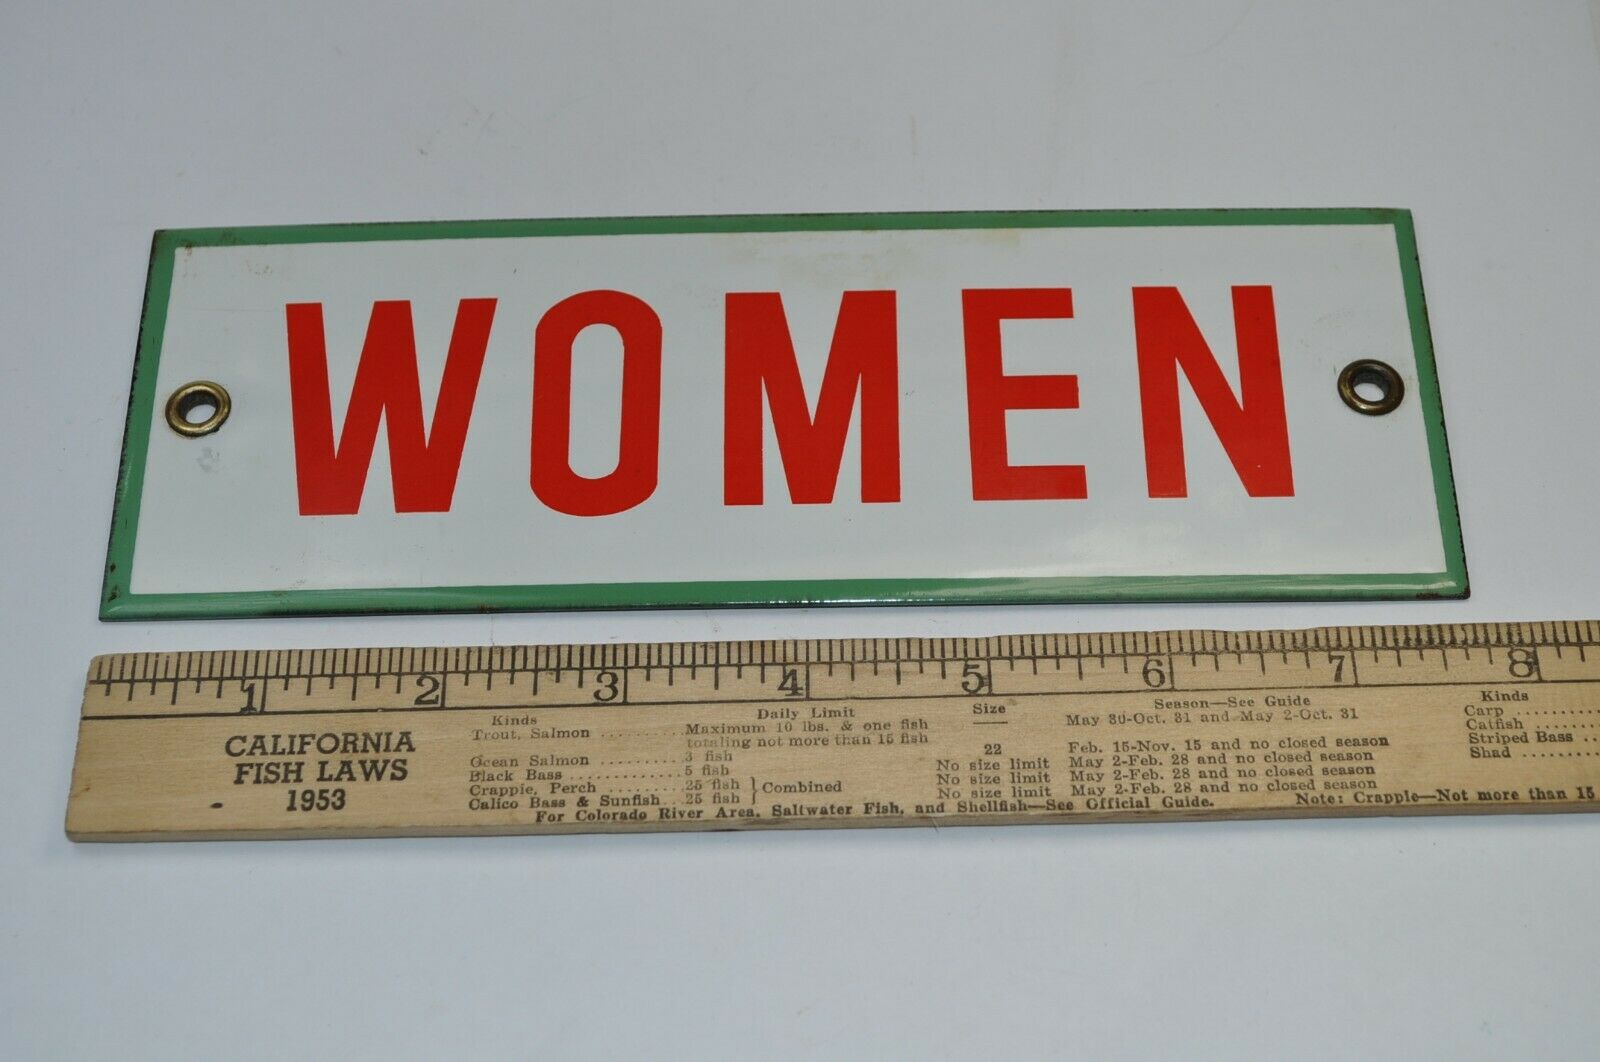 WOMEN
1 2 3 4 5 6 7 8
CALIFORNIA
FISH LAWS
1953
Kinds Daily Limit Size Season—See Guide Kinds
Trout, Salmon ........ Maximum 10 lbs. & one fish —— May 30-Oct. 31 and May 2-Oct. 31 Carp ..........
totaling not more than 15 fish Catfish ........
Ocean Salmon ......... 3 fish 22 Feb. 15-Nov. 15 and no closed season Striped Bass ..
Black Bass ............. 5 fish No size limit May 2-Feb. 28 and no closed season Shad ..........
Crappie, Perch ........ 25 fish } Combined No size limit May 2-Feb. 28 and no closed season
Calico Bass & Sunfish .. 25 fish No size limit May 2-Feb. 28 and no closed season
For Colorado River Area, Saltwater Fish, and Shellfish—See Official Guide. Note: Crapple—Not more than 15